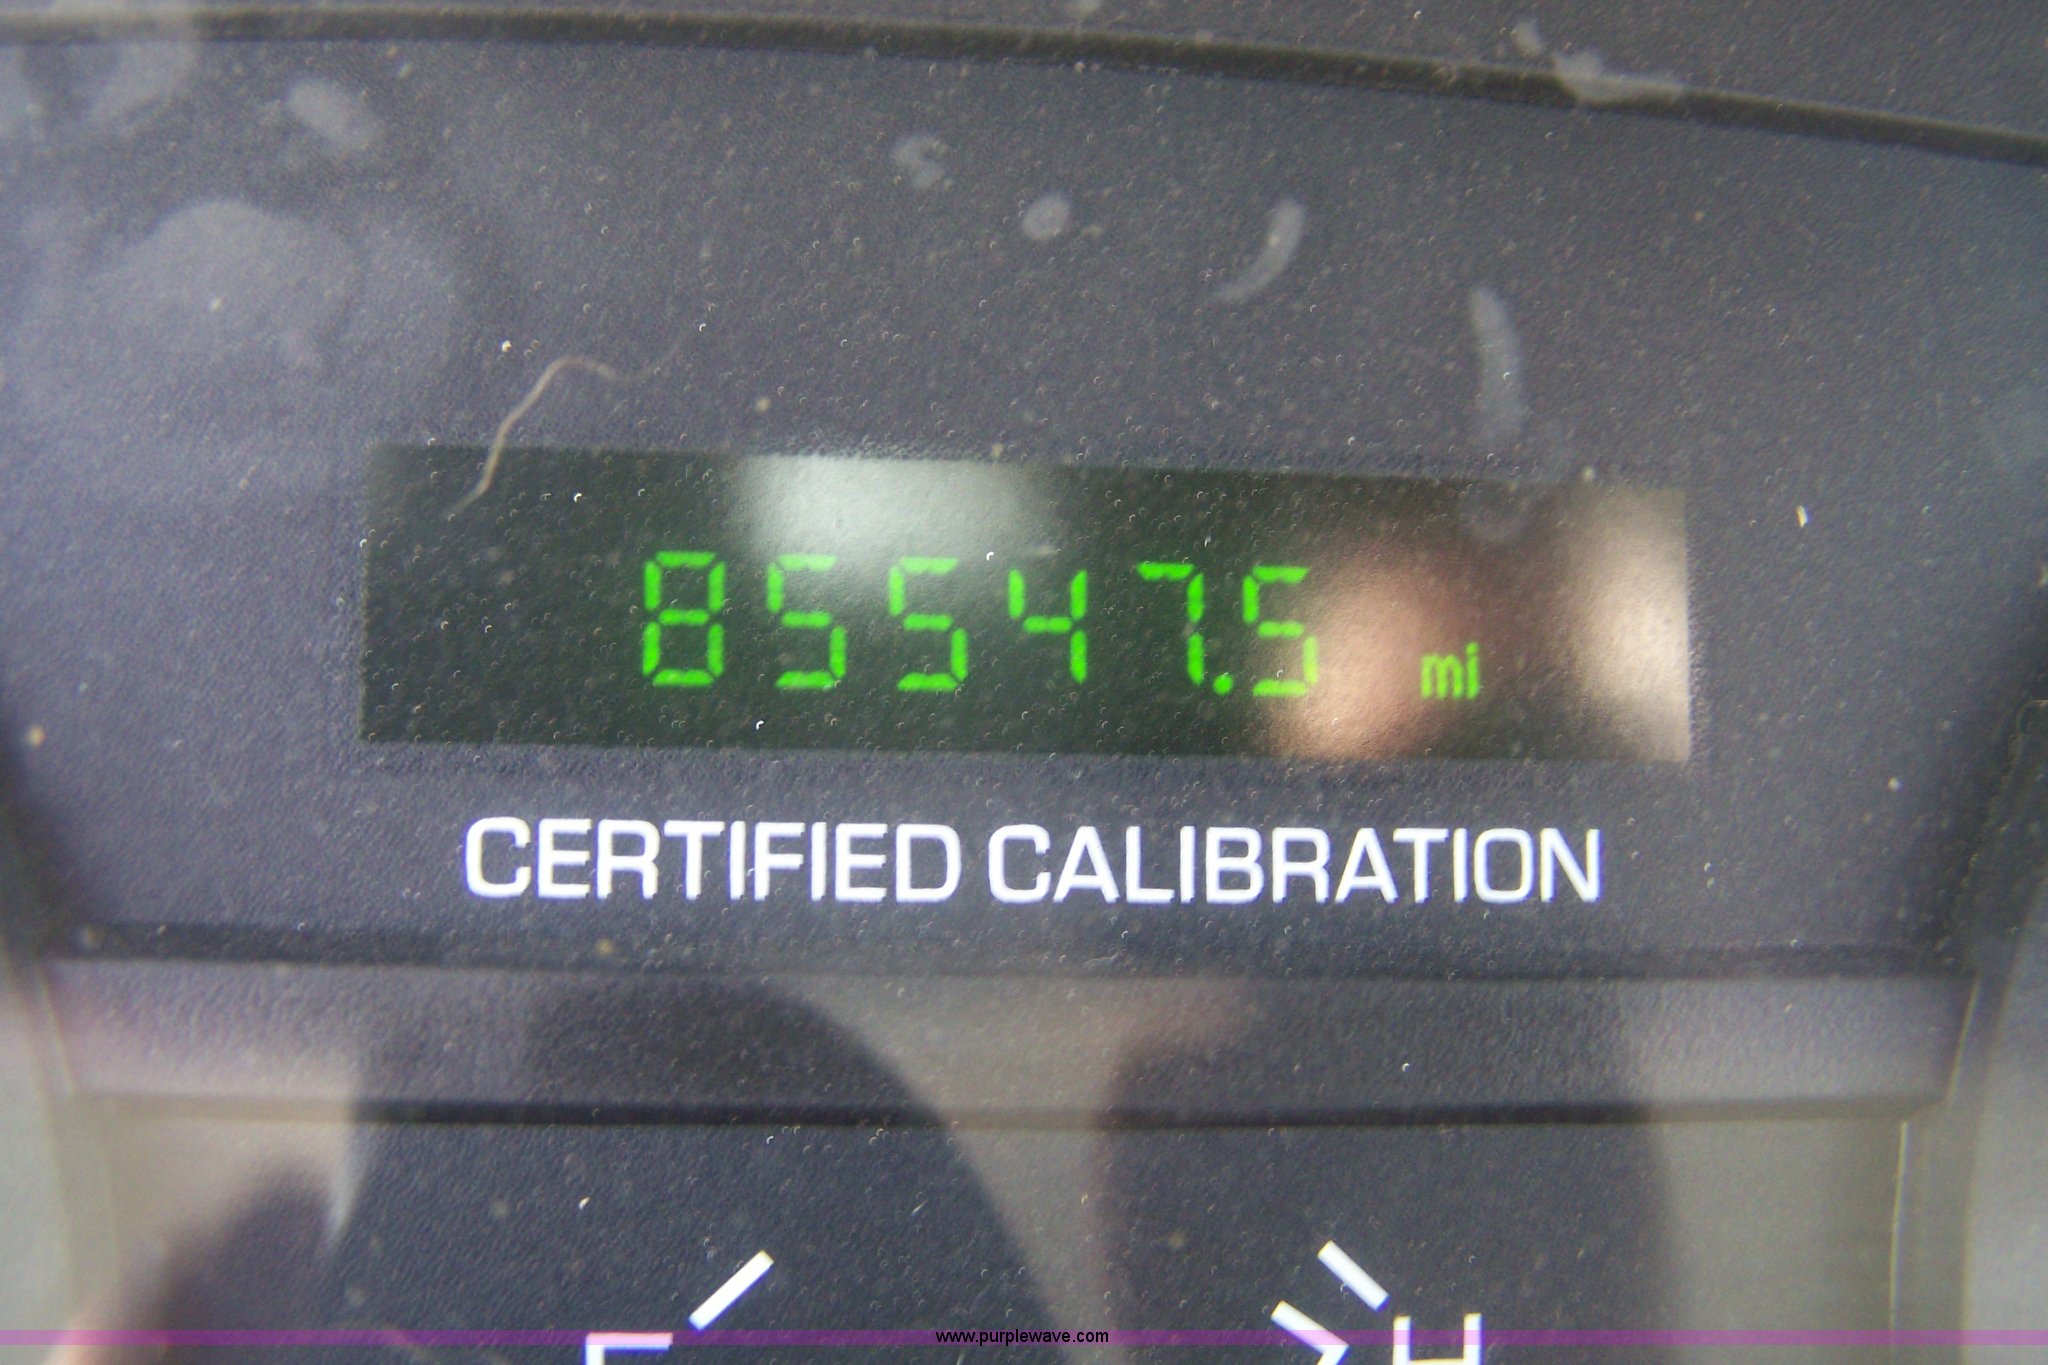 85547.5 mi
CERTIFIED CALIBRATION
F H
www.purplewave.com